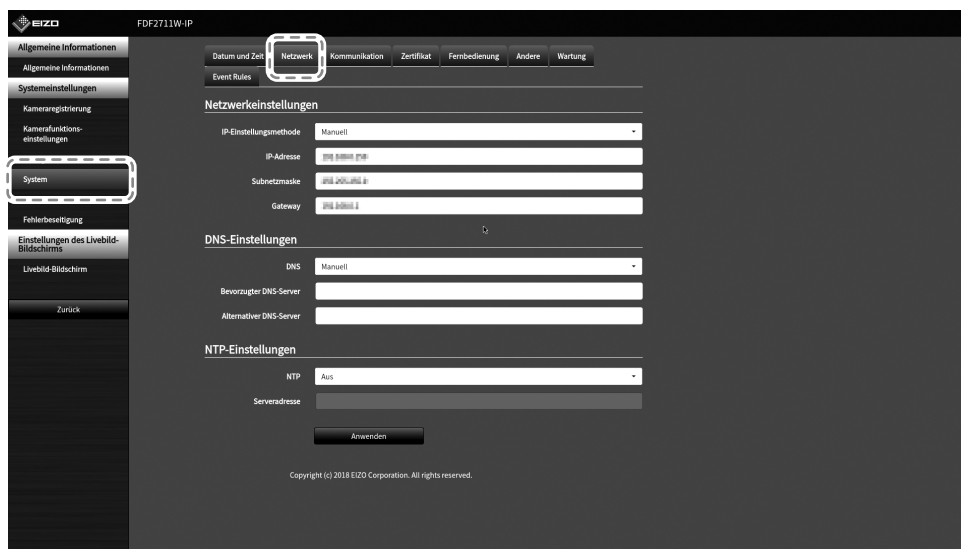 EIZO
FDF2711W-IP
Allgemeine Informationen
Allgemeine Informationen
Systemeinstellungen
Kameraregistrierung
Kamerafunktions-
einstellungen
System
Fehlerbeseitigung
Einstellungen des Livebild-
Bildschirms
Livebild-Bildschirm
Zurück
Datum und Zeit Netzwerk Kommunikation Zertifikat Fernbedienung Andere Wartung
Event Rules
Netzwerkeinstellungen
IP-Einstellungsmethode Manuell
IP-Adresse
Subnetzmaske
Gateway
DNS-Einstellungen
DNS Manuell
Bevorzugter DNS-Server
Alternativer DNS-Server
NTP-Einstellungen
NTP Aus
Serveradresse
Anwenden
Copyright (c) 2018 EIZO Corporation. All rights reserved.